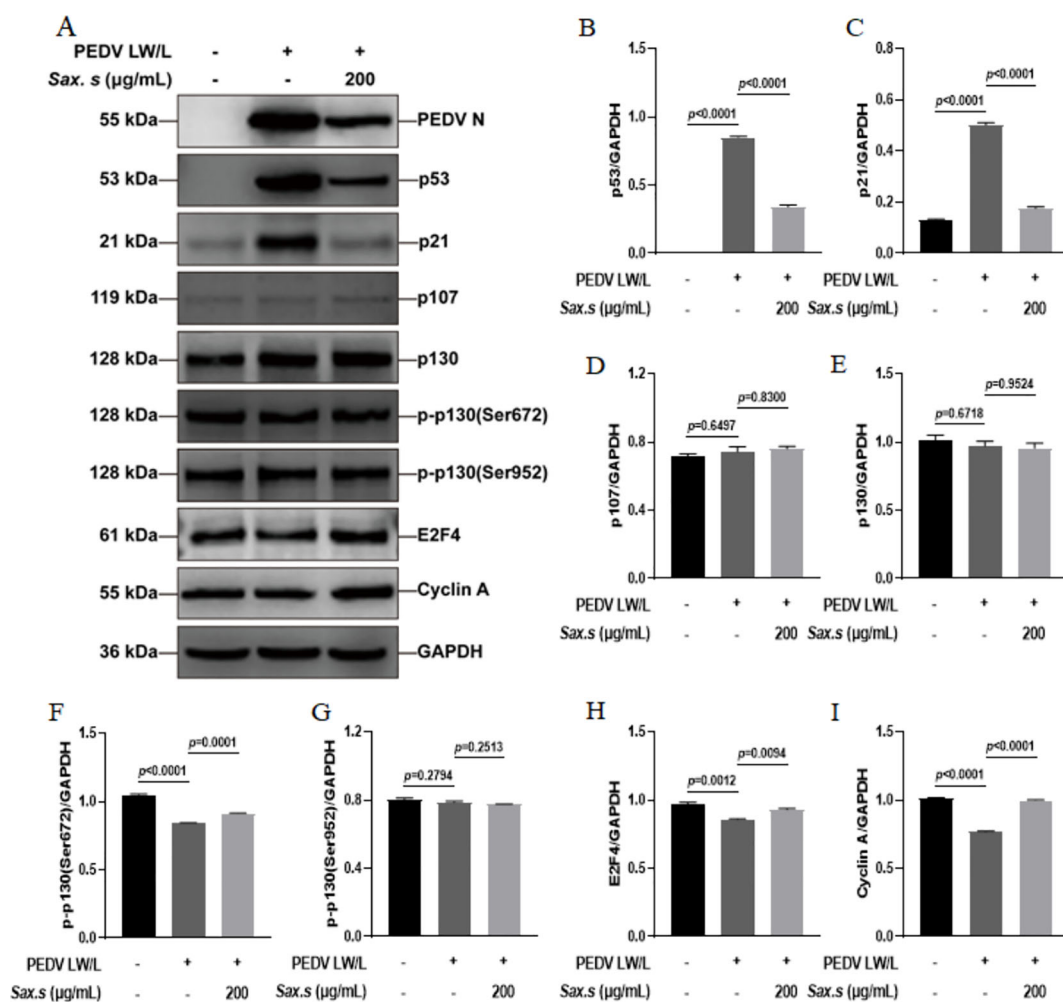 A
PEDV LW/L - + +
Sax. s (μg/mL) - - 200
55 kDa PEDV N
53 kDa p53
21 kDa p21
119 kDa p107
128 kDa p130
128 kDa p-p130(Ser672)
128 kDa p-p130(Ser952)
61 kDa E2F4
55 kDa Cyclin A
36 kDa GAPDH
B
p53/GAPDH
1.5
1.0
0.5
0.0
p<0.0001
p<0.0001
PEDV LW/L - + +
Sax.s (μg/mL) - - 200
C
p21/GAPDH
0.8
0.6
0.4
0.2
0.0
p<0.0001
p<0.0001
PEDV LW/L - + +
Sax.s (μg/mL) - - 200
D
p107/GAPDH
1.2
0.8
0.4
0.0
p=0.8300
p=0.6497
PEDV LW/L - + +
Sax.s (μg/mL) - - 200
E
p130/GAPDH
1.5
1.0
0.5
0.0
p=0.9524
p=0.6718
PEDV LW/L - + +
Sax.s (μg/mL) - - 200
F
p-p130(Ser672)/GAPDH
1.5
1.0
0.5
0.0
p=0.0001
p<0.0001
PEDV LW/L - + +
Sax.s (μg/mL) - - 200
G
p-p130(Ser952)/GAPDH
1.2
0.8
0.4
0.0
p=0.2513
p=0.2794
PEDV LW/L - + +
Sax.s (μg/mL) - - 200
H
E2F4/GAPDH
1.5
1.0
0.5
0.0
p=0.0094
p=0.0012
PEDV LW/L - + +
Sax.s (μg/mL) - - 200
I
Cyclin A/GAPDH
1.5
1.0
0.5
0.0
p<0.0001
p<0.0001
PEDV LW/L - + +
Sax.s (μg/mL) - - 200